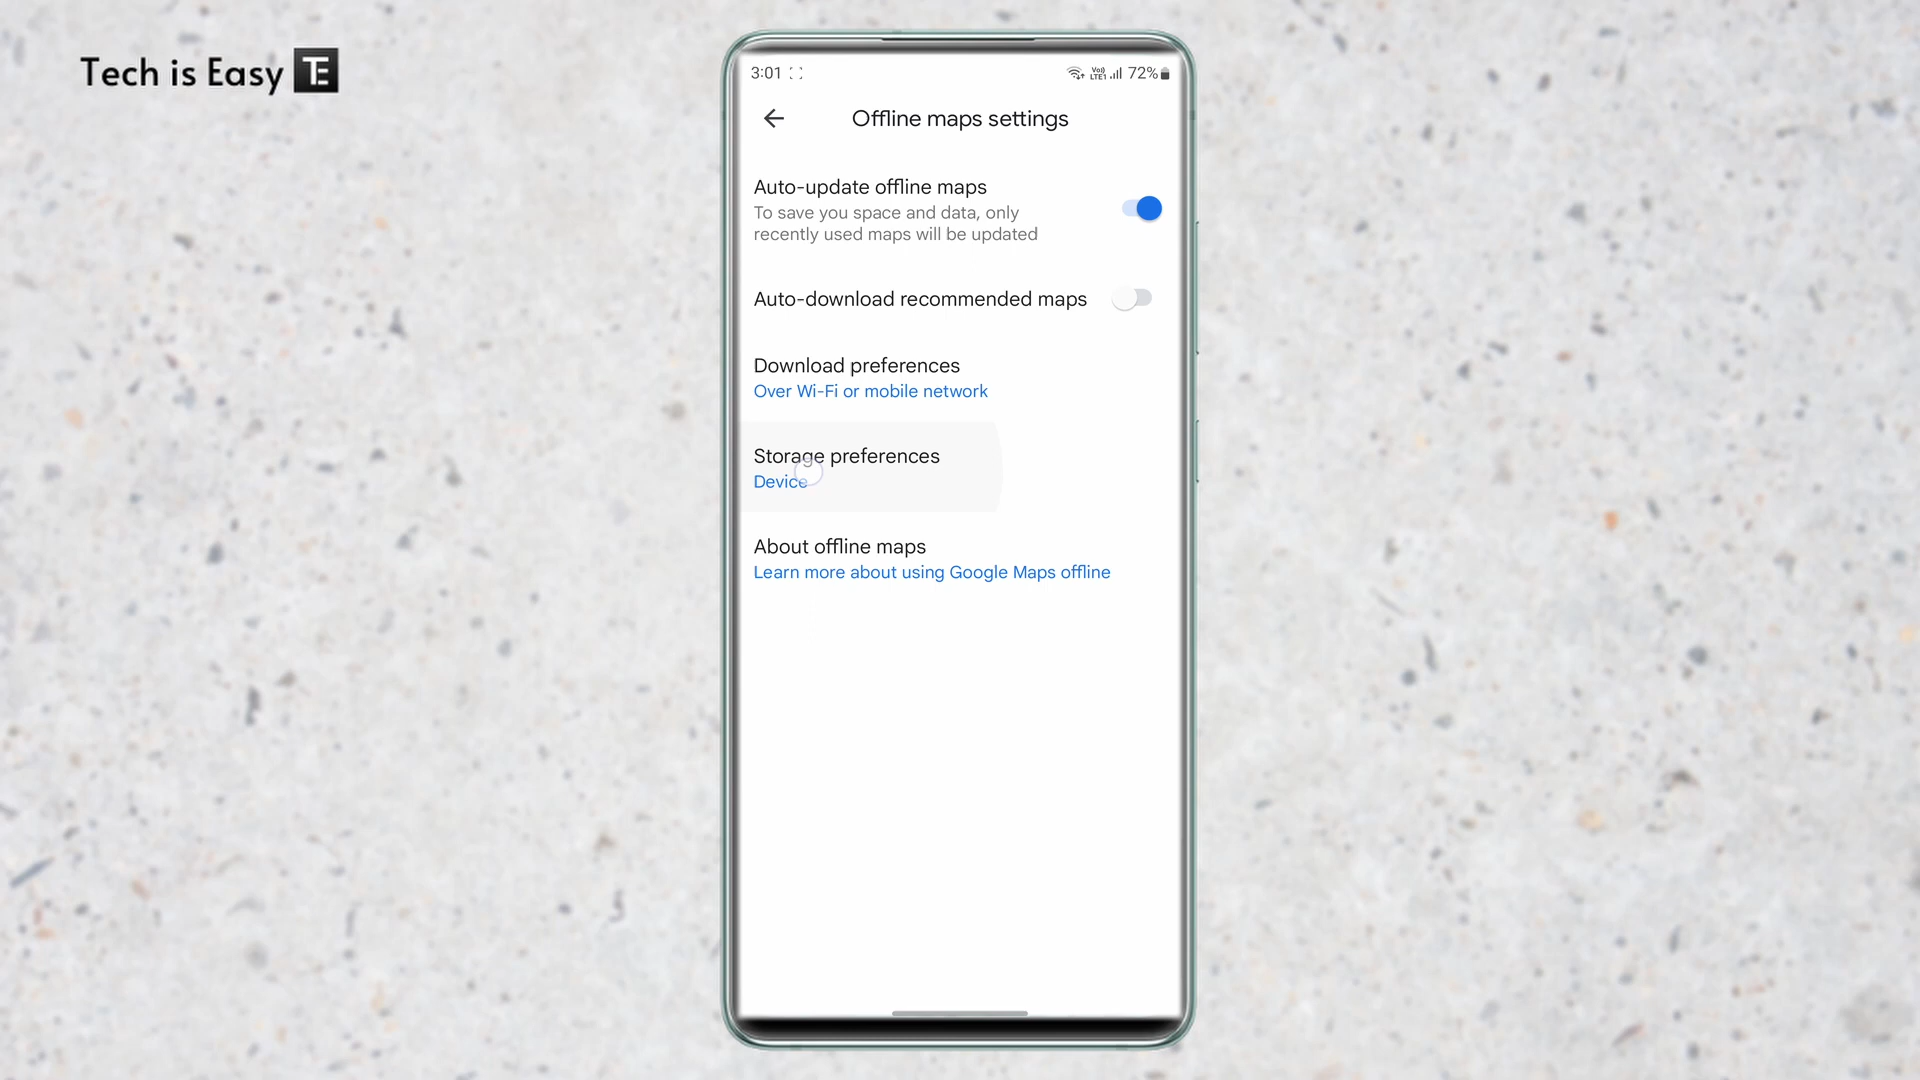 Tech is Easy TE
3:01
Vo))
LTE1
72%
Offline maps settings
Auto-update offline maps
To save you space and data, only
recently used maps will be updated
Auto-download recommended maps
Download preferences
Over Wi-Fi or mobile network
Storage preferences
Device
About offline maps
Learn more about using Google Maps offline